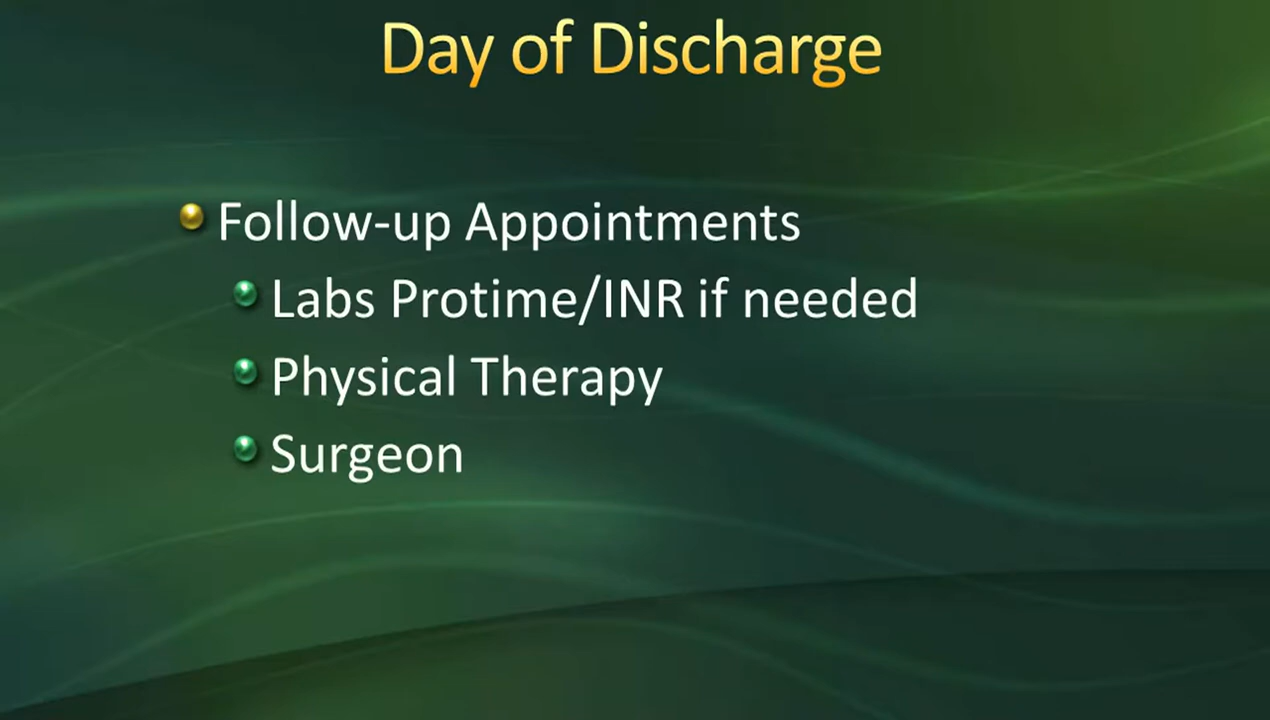 Day of Discharge
Follow-up Appointments
Labs Protime/INR if needed
Physical Therapy
Surgeon